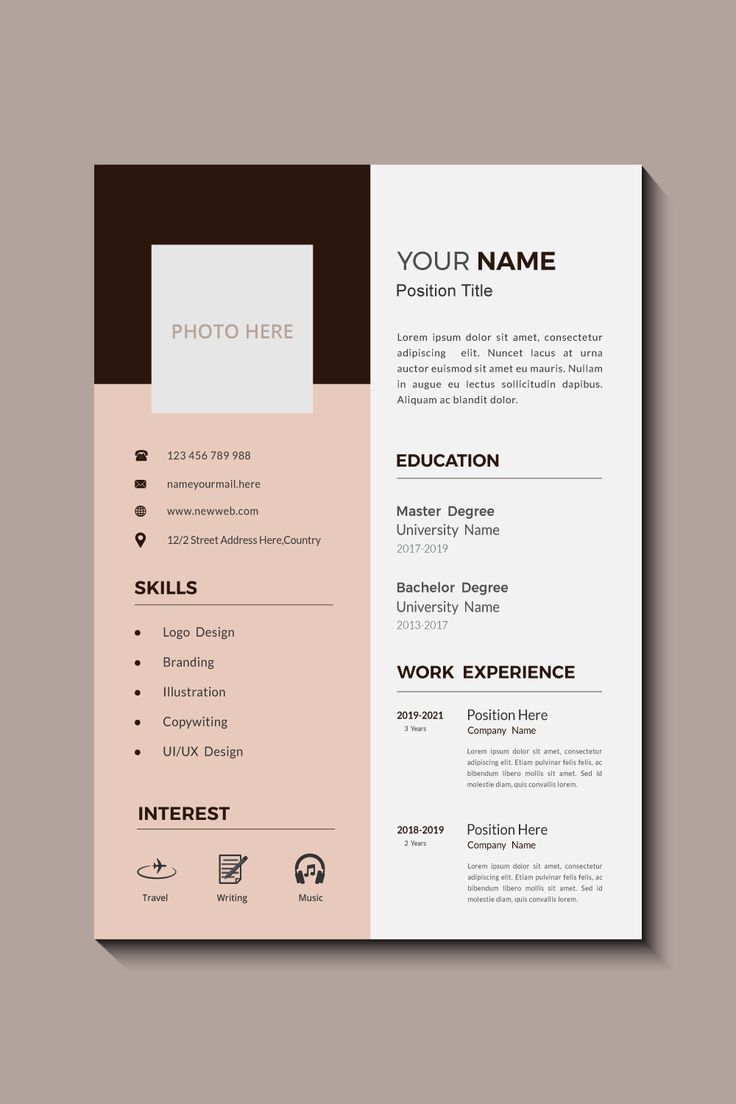 PHOTO HERE
123 456 789 988
nameyourmail.here
www.newweb.com
12/2 Street Address Here,Country
SKILLS
Logo Design
Branding
Illustration
Copywiting
UI/UX Design
INTEREST
Travel
Writing
Music
YOUR NAME
Position Title
Lorem ipsum dolor sit amet, consectetur
adipiscing elit. Nuncet lacus at urna
auctor euismod sit amet eu mauris. Nullam
in augue eu lectus sollicitudin dapibus.
Aliquam ac blandit dolor.
EDUCATION
Master Degree
University Name
2017-2019
Bachelor Degree
University Name
2013-2017
WORK EXPERIENCE
2019-2021
3 Years
Position Here
Company Name
Lorem ipsum dolor sit amet, consectetur
adipiscing elit. Etiam pulvinar felis felis, ac
bibendum libero mollis sit amet. Sed id
molestie diam, quis convallis lorem.
2018-2019
2 Years
Position Here
Company Name
Lorem ipsum dolor sit amet, consectetur
adipiscing elit. Etiam pulvinar felis felis, ac
bibendum libero mollis sit amet. Sed id
molestie diam, quis convallis lorem.